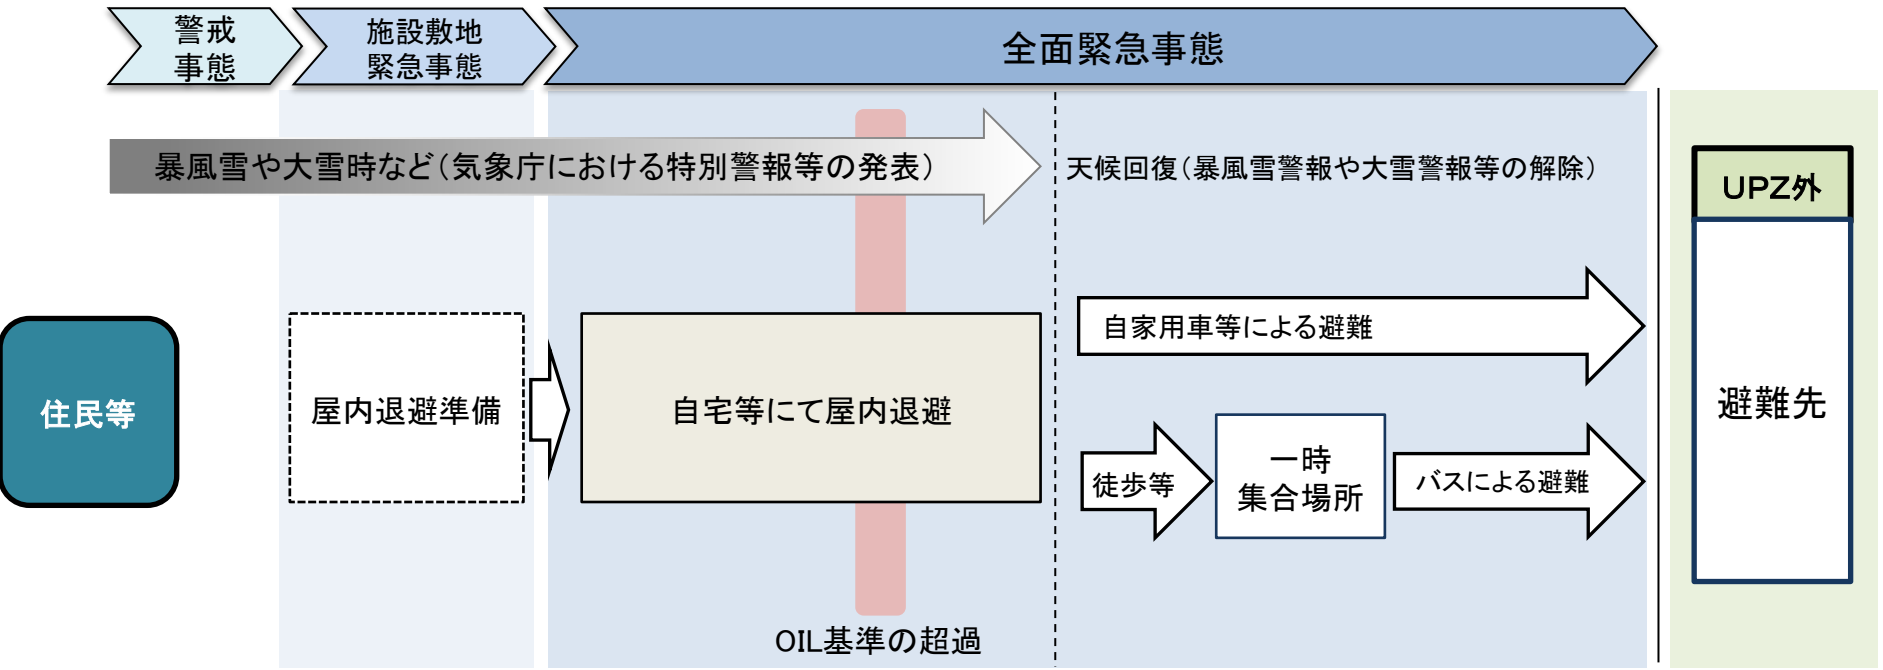 警戒
事態
施設敷地
緊急事態
全面緊急事態
暴風雪や大雪時など（気象庁における特別警報等の発表）
天候回復（暴風雪警報や大雪警報等の解除）
UPZ外
住民等
屋内退避準備
自宅等にて屋内退避
自家用車等による避難
徒歩等
一時
集合場所
バスによる避難
避難先
OIL基準の超過